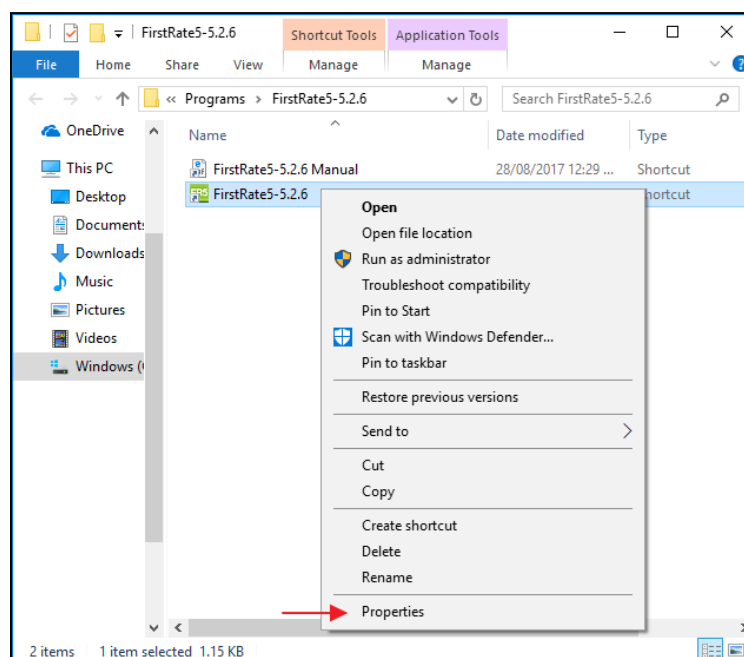 FirstRate5-5.2.6
Shortcut Tools
Application Tools
File
Home
Share
View
Manage
Manage
« Programs > FirstRate5-5.2.6
Search FirstRate5-5.2.6
OneDrive
This PC
Desktop
Document
Downloads
Music
Pictures
Videos
Windows (
Name
Date modified
Type
FirstRate5-5.2.6 Manual
28/08/2017 12:29 ...
Shortcut
FirstRate5-5.2.6
hortcut
Open
Open file location
Run as administrator
Troubleshoot compatibility
Pin to Start
Scan with Windows Defender...
Pin to taskbar
Restore previous versions
Send to
Cut
Copy
Create shortcut
Delete
Rename
Properties
2 items
1 item selected 1.15 KB